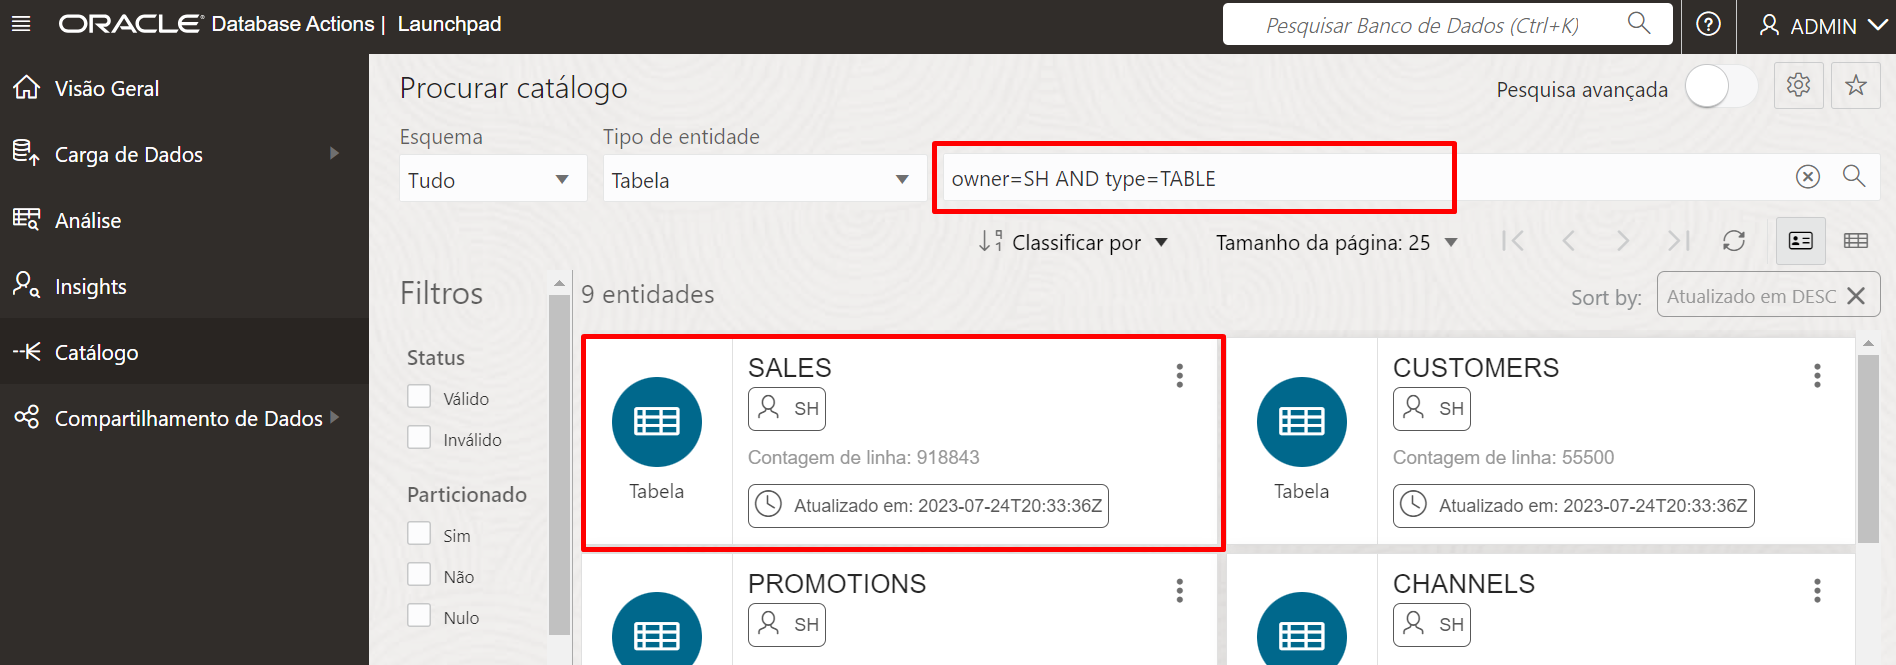 ORACLE Database Actions | Launchpad
Pesquisar Banco de Dados (Ctrl+K)
ADMIN
Visão Geral
Carga de Dados
Análise
Insights
Catálogo
Compartilhamento de Dados
Procurar catálogo
Pesquisa avançada
Esquema
Tipo de entidade
Tudo
Tabela
owner=SH AND type=TABLE
Classificar por
Tamanho da página: 25
Filtros
Status
Válido
Inválido
Particionado
Sim
Não
Nulo
9 entidades
Sort by:
Atualizado em DESC
Tabela
SALES
SH
Contagem de linha: 918843
Atualizado em: 2023-07-24T20:33:36Z
Tabela
CUSTOMERS
SH
Contagem de linha: 55500
Atualizado em: 2023-07-24T20:33:36Z
PROMOTIONS
SH
CHANNELS
SH